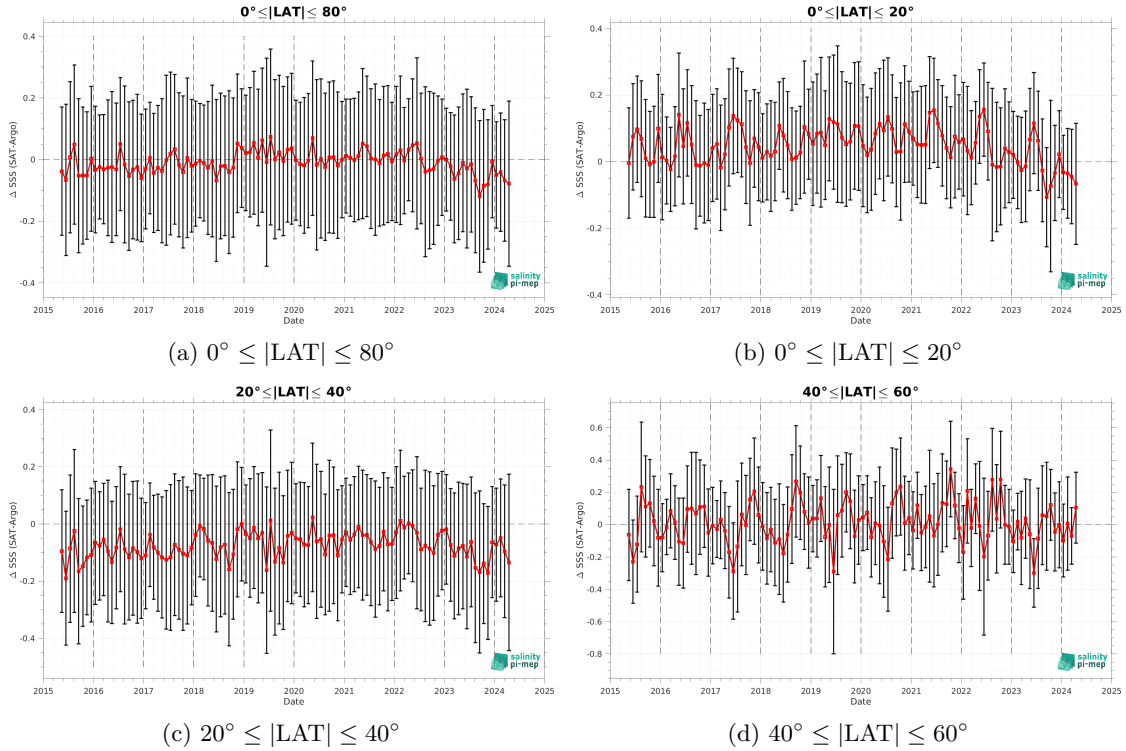 0°≤|LAT|≤ 80°
Δ SSS (SAT-Argo)
0.4
0.2
0
-0.2
-0.4
salinity
pi-mep
2015 2016 2017 2018 2019 2020 2021 2022 2023 2024 2025
Date
(a) 0° ≤ |LAT| ≤ 80°
0°≤|LAT|≤ 20°
Δ SSS (SAT-Argo)
0.4
0.2
0
-0.2
-0.4
salinity
pi-mep
2015 2016 2017 2018 2019 2020 2021 2022 2023 2024 2025
Date
(b) 0° ≤ |LAT| ≤ 20°
20°≤|LAT|≤ 40°
Δ SSS (SAT-Argo)
0.4
0.2
0
-0.2
-0.4
salinity
pi-mep
2015 2016 2017 2018 2019 2020 2021 2022 2023 2024 2025
Date
(c) 20° ≤ |LAT| ≤ 40°
40°≤|LAT|≤ 60°
Δ SSS (SAT-Argo)
0.6
0.4
0.2
0
-0.2
-0.4
-0.6
-0.8
salinity
pi-mep
2015 2016 2017 2018 2019 2020 2021 2022 2023 2024 2025
Date
(d) 40° ≤ |LAT| ≤ 60°